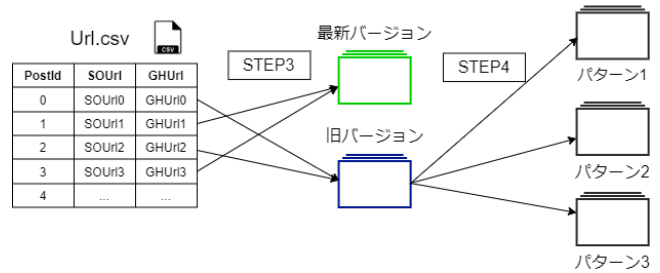 Url.csv
CSV
PostId SOUrl GHUrl
0 SOUrl0 GHUrl0
1 SOUrl1 GHUrl1
2 SOUrl2 GHUrl2
3 SOUrl3 GHUrl3
4 ... ...
STEP3
最新バージョン
旧バージョン
STEP4
パターン1
パターン2
パターン3